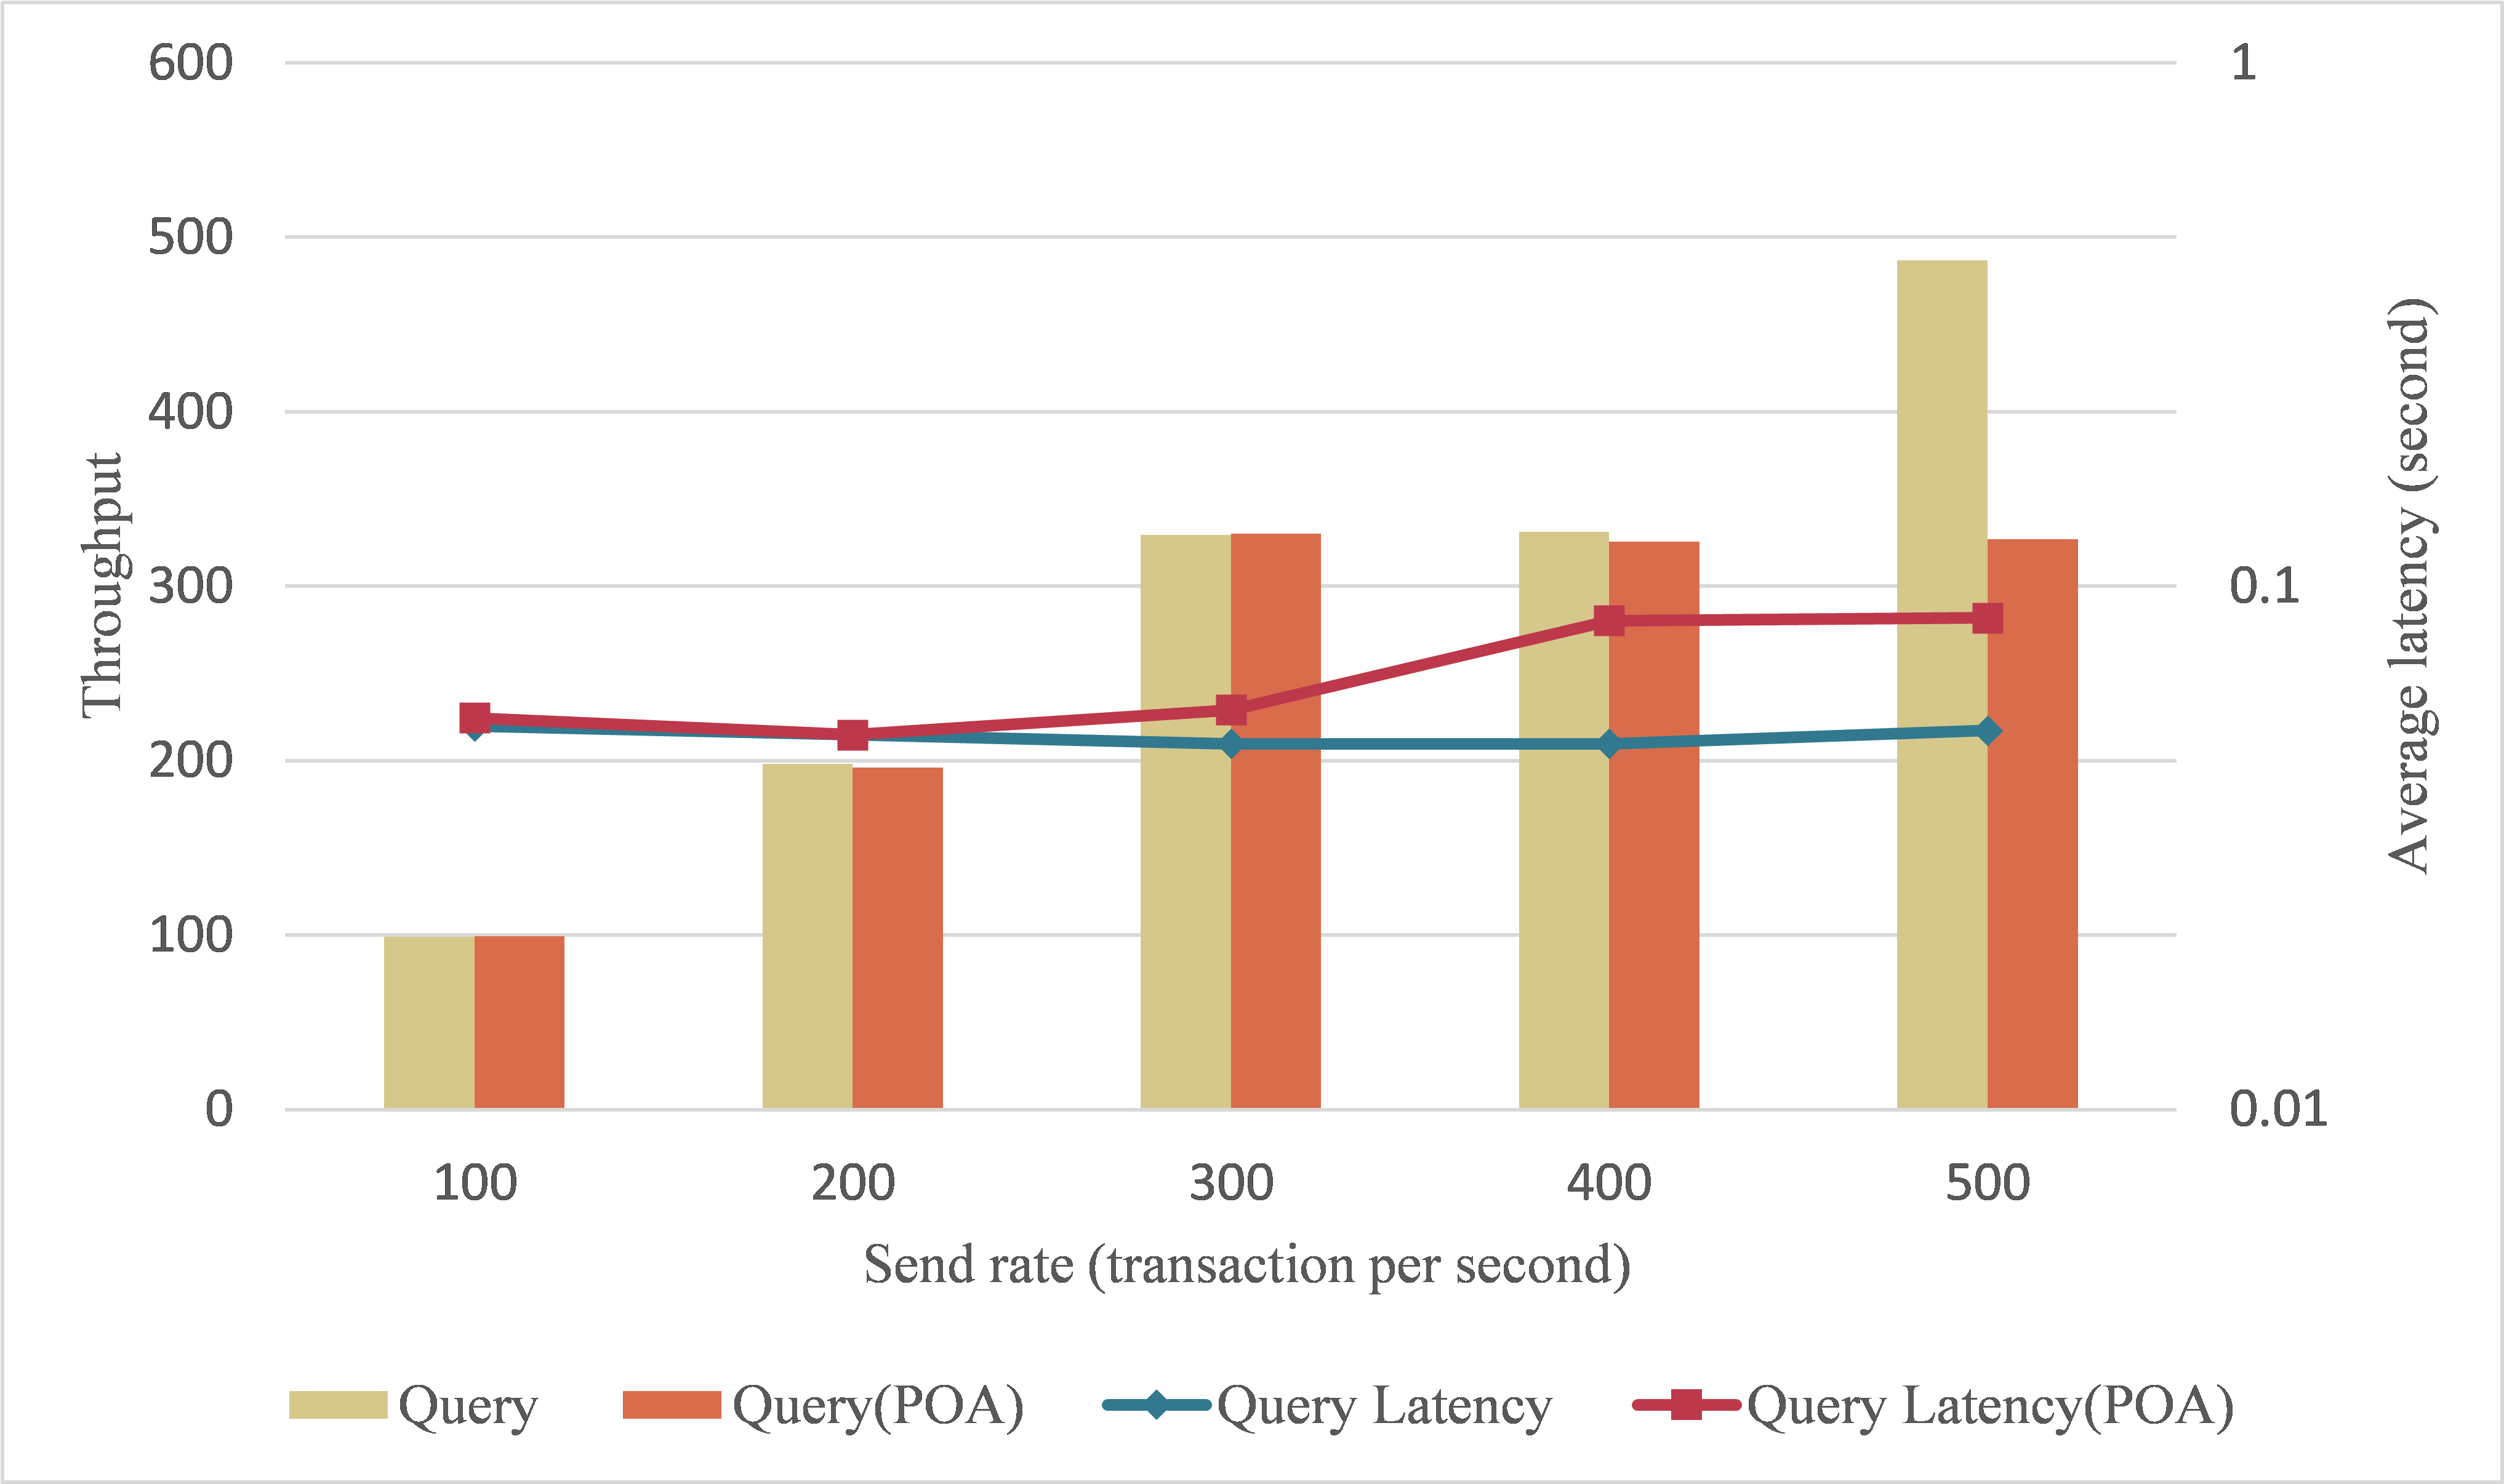 600
500
400
300
200
100
0
Throughput
1
0.1
0.01
Average latency (second)
100 200 300 400 500
Send rate (transaction per second)
Query Query(POA) Query Latency Query Latency(POA)